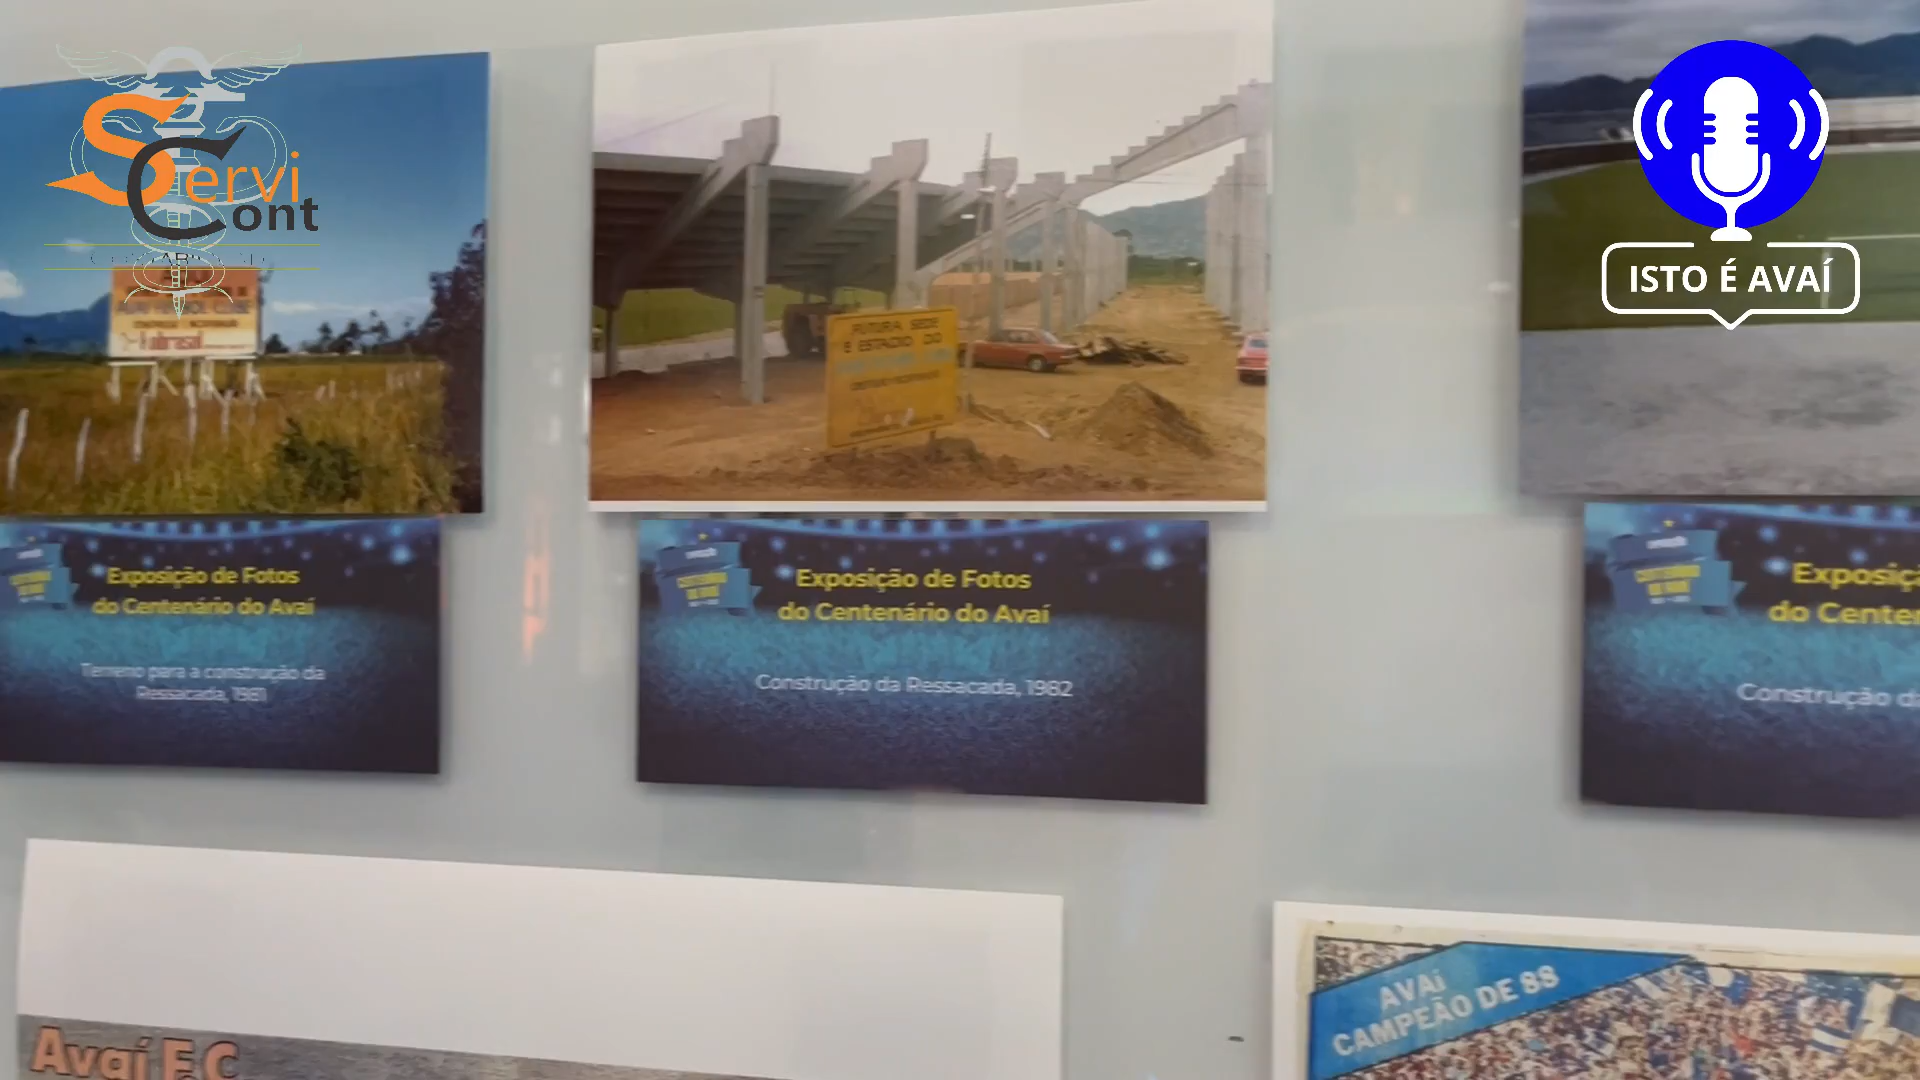 Servi
Cont
ISTO É AVAÍ
FUTURA SEDE
E ESTADIO DO
Exposição de Fotos
do Centenário do Avaí
Terreno para a construção da
Ressacada, 1981
Exposição de Fotos
do Centenário do Avaí
Construção da Ressacada, 1982
Exposiç
do Centen
Construção d
Avaí F.C
AVAí
CAMPEÃO DE 88